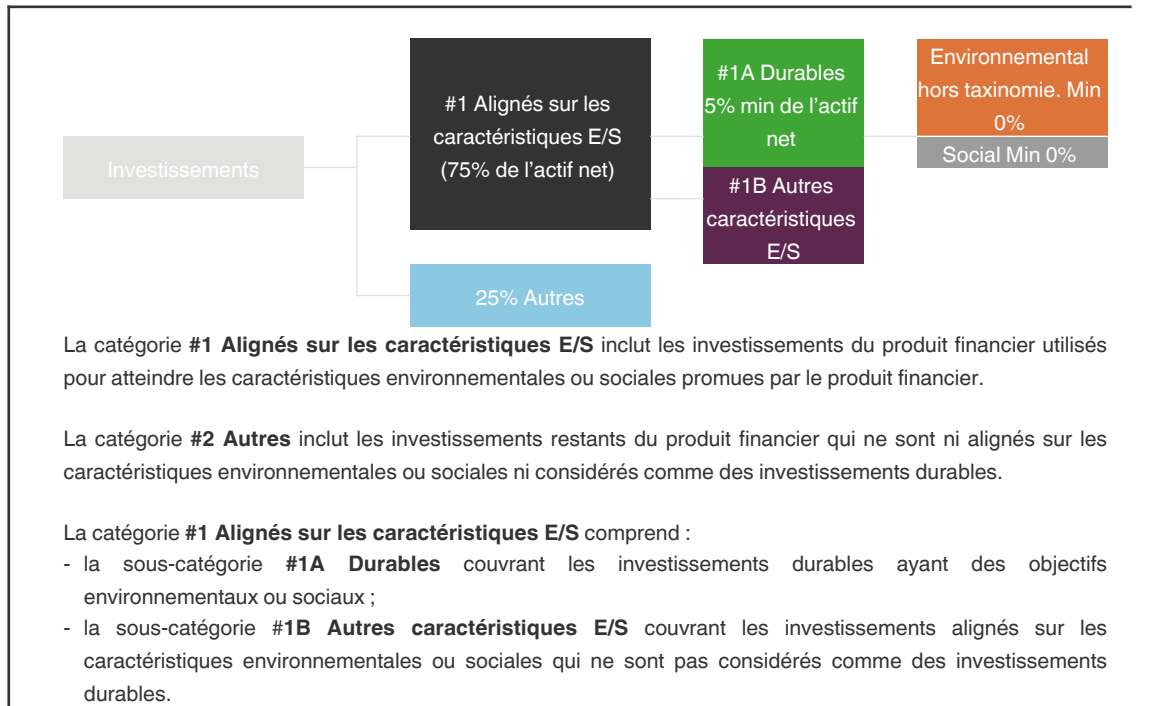 Investissements
#1 Alignés sur les
caractéristiques E/S
(75% de l’actif net)
25% Autres
#1A Durables
5% min de l’actif
net
#1B Autres
caractéristiques
E/S
Environnemental
hors taxinomie. Min
0%
Social Min 0%
La catégorie #1 Alignés sur les caractéristiques E/S inclut les investissements du produit financier utilisés
pour atteindre les caractéristiques environnementales ou sociales promues par le produit financier.
La catégorie #2 Autres inclut les investissements restants du produit financier qui ne sont ni alignés sur les
caractéristiques environnementales ou sociales ni considérés comme des investissements durables.
La catégorie #1 Alignés sur les caractéristiques E/S comprend :
- la sous-catégorie #1A Durables couvrant les investissements durables ayant des objectifs
environnementaux ou sociaux ;
- la sous-catégorie #1B Autres caractéristiques E/S couvrant les investissements alignés sur les
caractéristiques environnementales ou sociales qui ne sont pas considérés comme des investissements
durables.